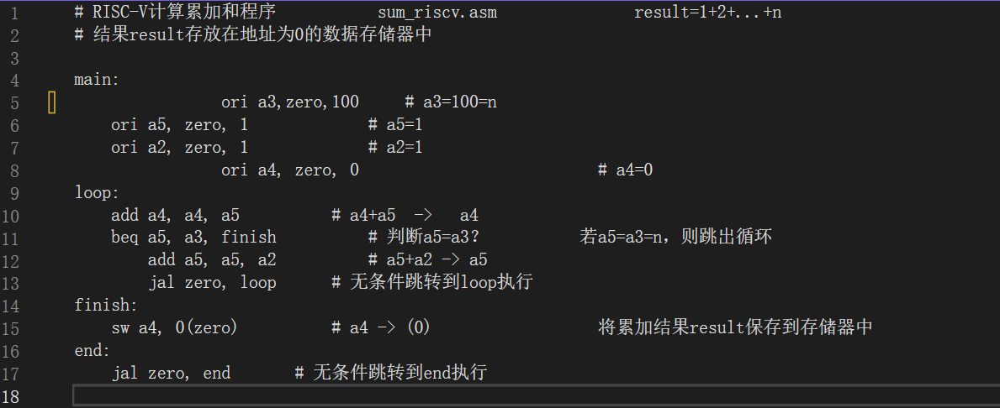 1 # RISC-V计算累加和程序 sum_riscv.asm result=1+2+...+n
2 # 结果result存放在地址为0的数据存储器中
3
4 main:
5 ori a3,zero,100 # a3=100=n
6 ori a5, zero, 1 # a5=1
7 ori a2, zero, 1 # a2=1
8 ori a4, zero, 0 # a4=0
9 loop:
10 add a4, a4, a5 # a4+a5 -> a4
11 beq a5, a3, finish # 判断a5=a3? 若a5=a3=n，则跳出循环
12 add a5, a5, a2 # a5+a2 -> a5
13 jal zero, loop # 无条件跳转到loop执行
14 finish:
15 sw a4, 0(zero) # a4 -> (0) 将累加结果result保存到存储器中
16 end:
17 jal zero, end # 无条件跳转到end执行
18